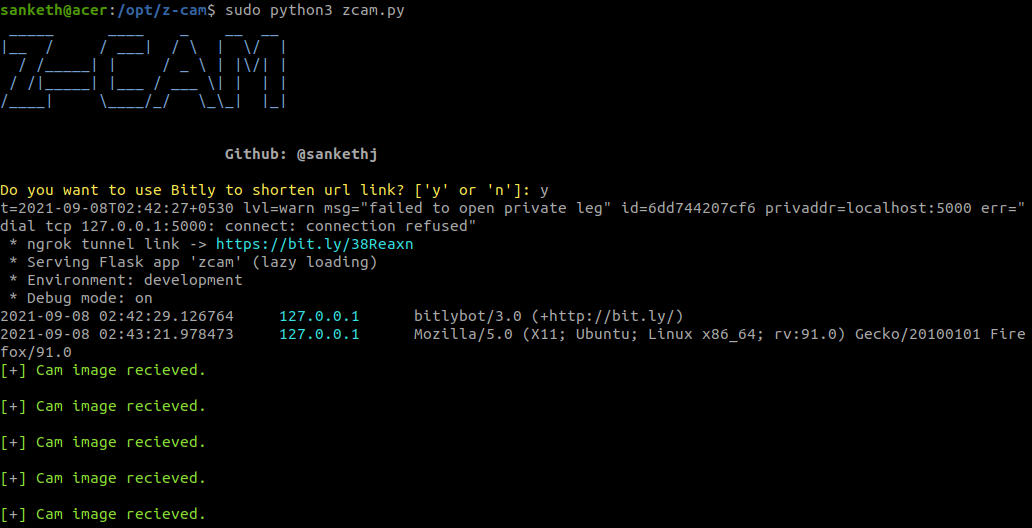 sanketh@acer:/opt/z-cam$ sudo python3 zcam.py
Z-CAM
Github: @sankethj
Do you want to use Bitly to shorten url link? ['y' or 'n']: y
t=2021-09-08T02:42:27+0530 lvl=warn msg="failed to open private leg" id=6dd744207cf6 privaddr=localhost:5000 err="
dial tcp 127.0.0.1:5000: connect: connection refused"
* ngrok tunnel link -> https://bit.ly/38Reaxn
* Serving Flask app 'zcam' (lazy loading)
* Environment: development
* Debug mode: on
2021-09-08 02:42:29.126764 127.0.0.1 bitlybot/3.0 (+http://bit.ly/)
2021-09-08 02:43:21.978473 127.0.0.1 Mozilla/5.0 (X11; Ubuntu; Linux x86_64; rv:91.0) Gecko/20100101 Fire
fox/91.0
[+] Cam image recieved.
[+] Cam image recieved.
[+] Cam image recieved.
[+] Cam image recieved.
[+] Cam image recieved.